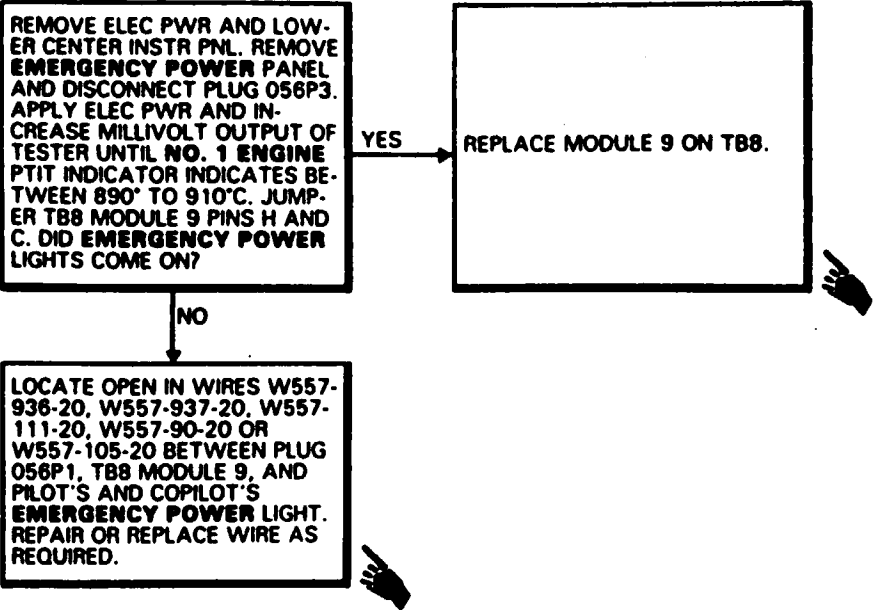 REMOVE ELEC PWR AND LOW-
ER CENTER INSTR PNL. REMOVE
EMERGENCY POWER PANEL
AND DISCONNECT PLUG 056P3.
APPLY ELEC PWR AND IN-
CREASE MILLIVOLT OUTPUT OF
TESTER UNTIL NO. 1 ENGINE
PTIT INDICATOR INDICATES BE-
TWEEN 890° TO 910°C. JUMP-
ER TB8 MODULE 9 PINS H AND
C. DID EMERGENCY POWER
LIGHTS COME ON?
YES
REPLACE MODULE 9 ON TB8.
NO
LOCATE OPEN IN WIRES W557-
936-20, W557-937-20, W557-
111-20, W557-90-20 OR
W557-105-20 BETWEEN PLUG
056P1, TB8 MODULE 9, AND
PILOT'S AND COPILOT'S
EMERGENCY POWER LIGHT.
REPAIR OR REPLACE WIRE AS
REQUIRED.